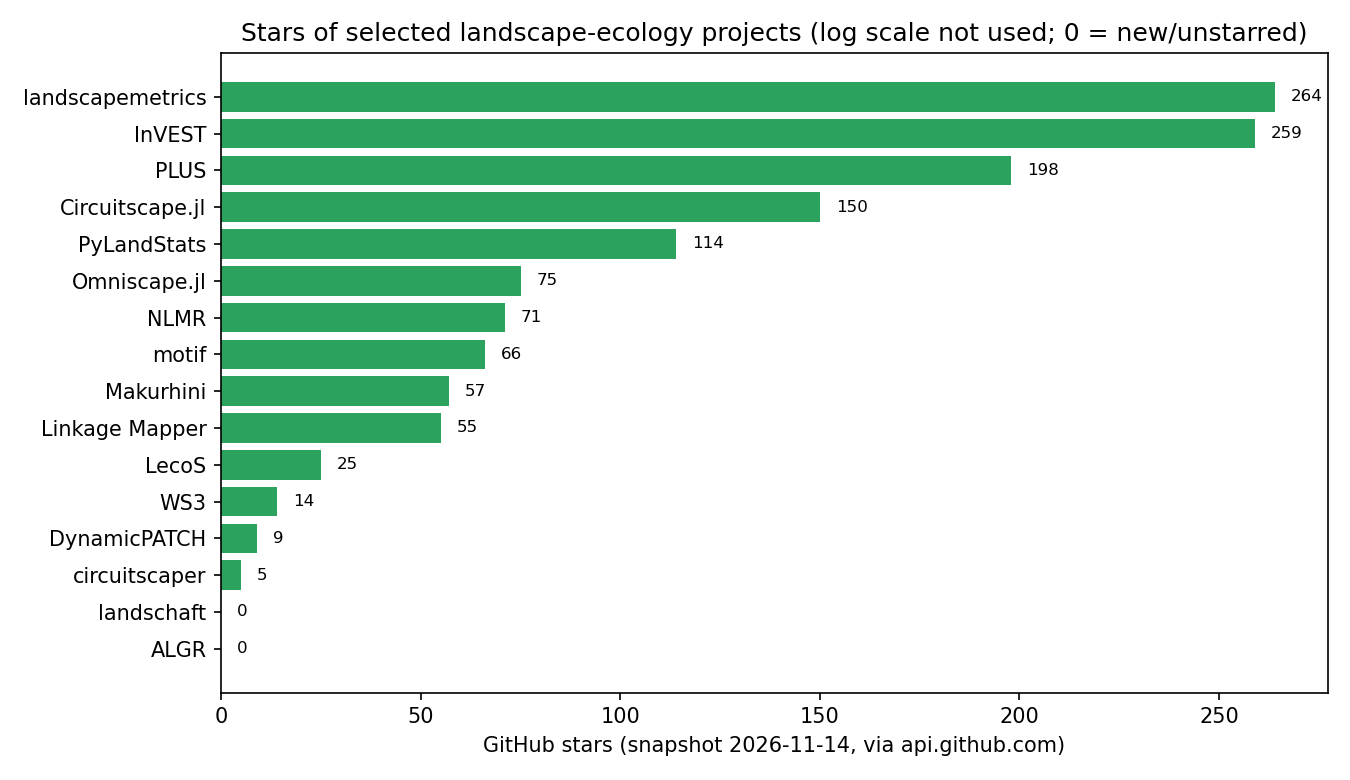 Stars of selected landscape-ecology projects (log scale not used; 0 = new/unstarred)
landscapemetrics 264
InVEST 259
PLUS 198
Circuitscape.jl 150
PyLandStats 114
Omniscape.jl 75
NLMR 71
motif 66
Makurhini 57
Linkage Mapper 55
LecoS 25
WS3 14
DynamicPATCH 9
circuitscaper 5
landschaft 0
ALGR 0
0 50 100 150 200 250
GitHub stars (snapshot 2026-11-14, via api.github.com)